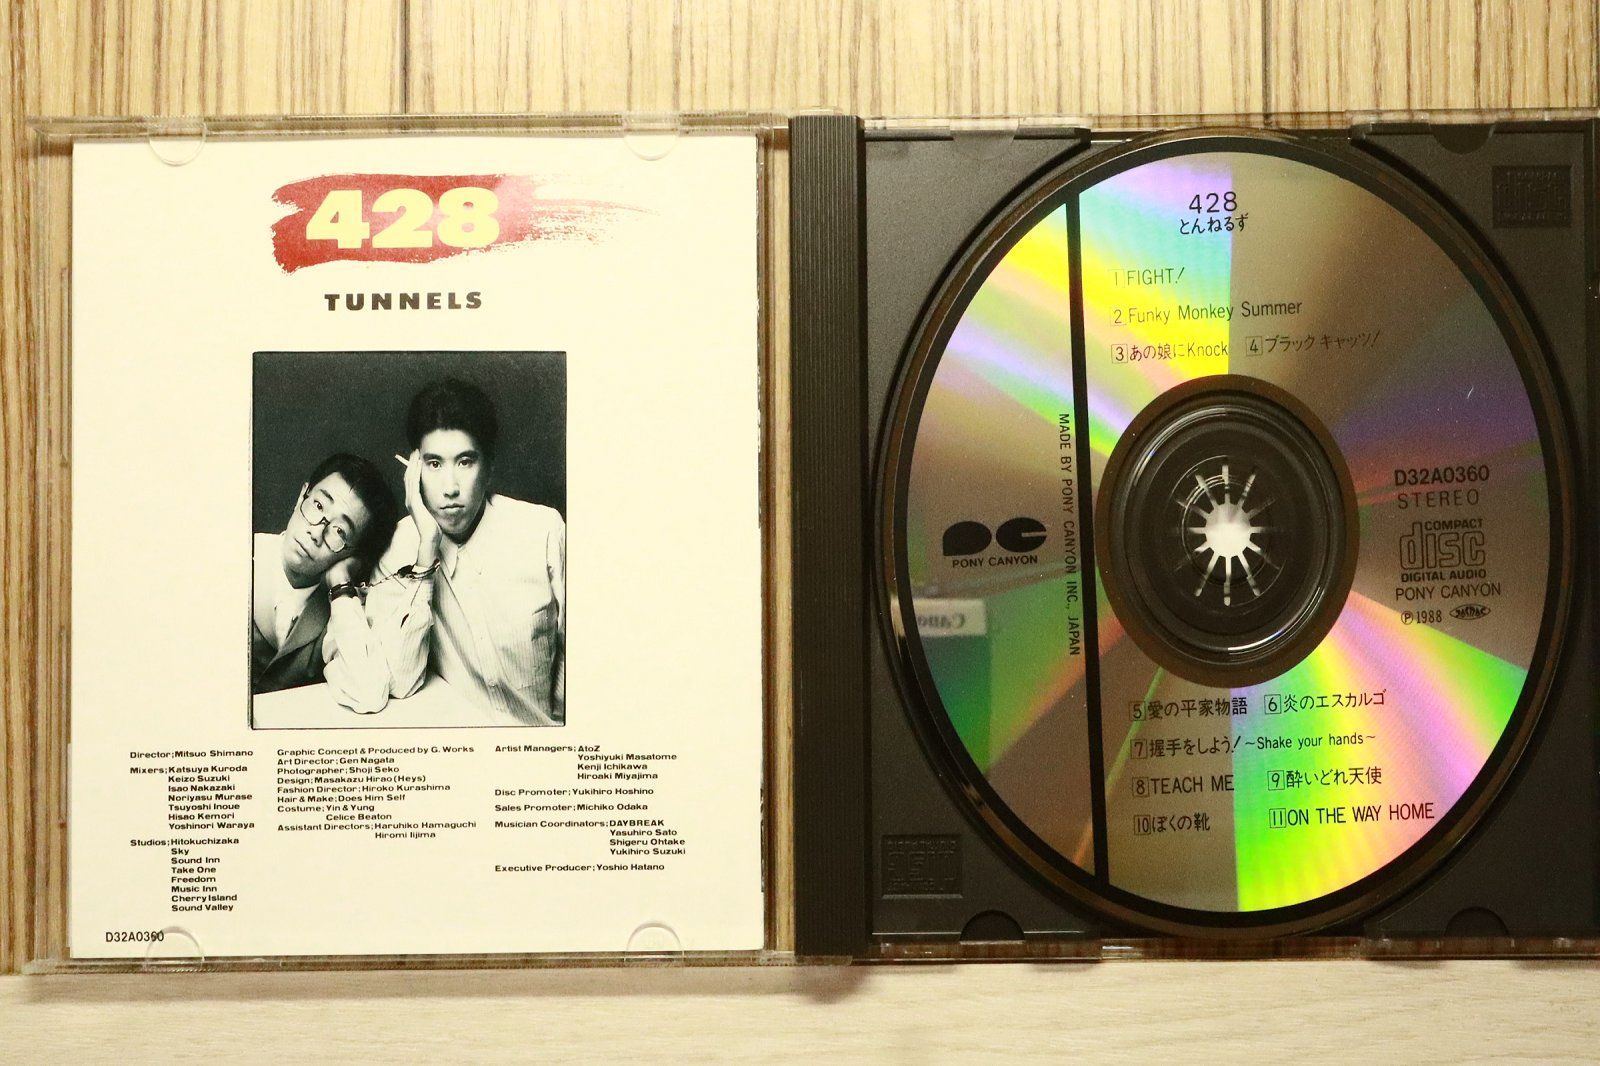 428
TUNNELS
Director;Mitsuo Shimano
Mixers;Katsuya Kuroda
Keizo Suzuki
Isao Nakazaki
Noriyasu Murase
Tsuyoshi Inoue
Hisao Kemori
Yoshinori Waraya
Studios;Hitokuchizaka
Sky
Sound Inn
Take One
Freedom
Music Inn
Cherry Island
Sound Valley
Graphic Concept & Produced by G. Works
Art Director;Gen Nagata
Photographer;Shoji Seko
Design;Masakazu Hirao (Heys)
Fashion Director;Hiroko Kurashima
Hair & Make;Does Him Self
Costume;Yin & Yung
Celice Beaton
Assistant Directors;Haruhiko Hamaguchi
Hiromi Iijima
Artist Managers;AtoZ
Yoshiyuki Masatome
Kenji Ichikawa
Hiroaki Miyajima
Disc Promoter;Yukihiro Hoshino
Sales Promoter;Michiko Odaka
Musician Coordinators;DAYBREAK
Yasuhiro Sato
Shigeru Ohtake
Yukihiro Suzuki
Executive Producer;Yoshio Hatano
D32A0360
428
とんねるず
1 FIGHT!
2 Funky Monkey Summer
3 あの娘にKnock 4 ブラックキャッツ!
MADE BY PONY CANYON INC., JAPAN
PONY CANYON
D32A0360
STEREO
COMPACT
disc
DIGITAL AUDIO
PONY CANYON
Ⓟ1988
5 愛の平家物語 6 炎のエスカルゴ
7 握手をしよう!～Shake your hands～
8 TEACH ME 9 酔いどれ天使
10 ぼくの靴 11 ON THE WAY HOME